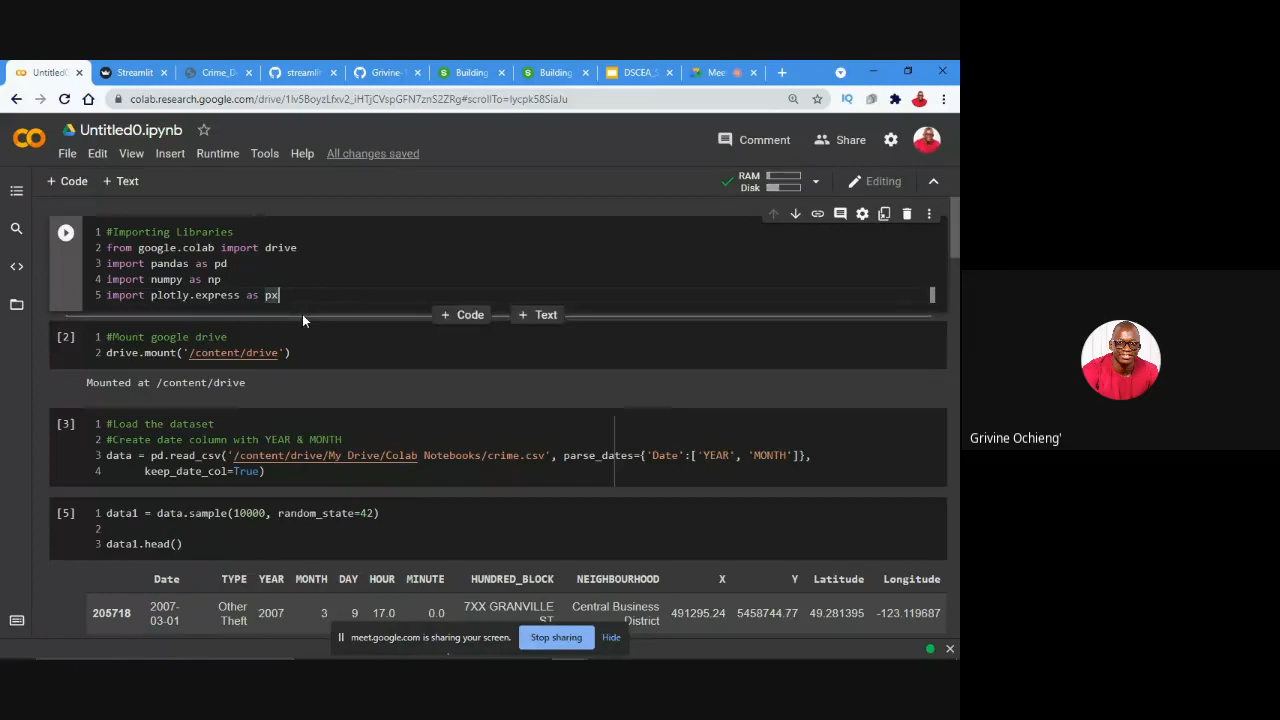 Untitled0
Streamlit
Crime_D
streamlit
Grivine-
Building
Building
DSCEA_S
Mee
colab.research.google.com/drive/1lv5BoyzLfxv2_iHTjCVspGFN7znS2ZRg#scrollTo=lycpk58SiaJu
Untitled0.ipynb
Comment
Share
File Edit View Insert Runtime Tools Help All changes saved
+ Code + Text
RAM
Disk
Editing
1 #Importing Libraries
2 from google.colab import drive
3 import pandas as pd
4 import numpy as np
5 import plotly.express as px
+ Code + Text
[2] 1 #Mount google drive
2 drive.mount('/content/drive')
Mounted at /content/drive
[3] 1 #Load the dataset
2 #Create date column with YEAR & MONTH
3 data = pd.read_csv('/content/drive/My Drive/Colab Notebooks/crime.csv', parse_dates={'Date':['YEAR', 'MONTH']},
4 keep_date_col=True)
[5] 1 data1 = data.sample(10000, random_state=42)
2
3 data1.head()
Date TYPE YEAR MONTH DAY HOUR MINUTE HUNDRED_BLOCK NEIGHBOURHOOD X Y Latitude Longitude
205718 2007-03-01 Other Theft 2007 3 9 17.0 0.0 7XX GRANVILLE ST Central Business District 491295.24 5458744.77 49.281395 -123.119687
meet.google.com is sharing your screen.
Stop sharing
Hide
Grivine Ochieng'